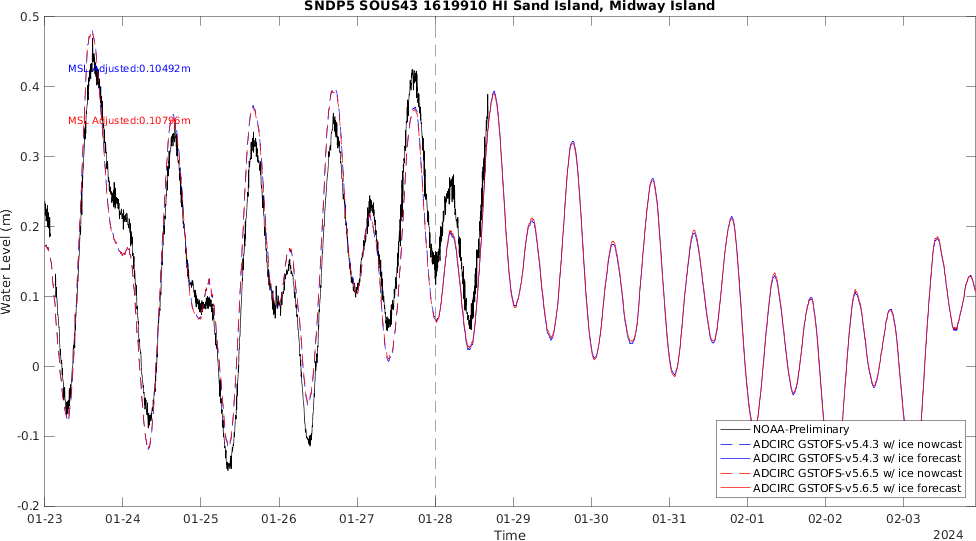 SNDP5 SOUS43 1619910 HI Sand Island, Midway Island
0.5
0.4
0.3
0.2
0.1
0
-0.1
-0.2
Water Level (m)
MSL Adjusted:0.10492m
MSL Adjusted:0.10796m
NOAA-Preliminary
ADCIRC GSTOFS-v5.4.3 w/ ice nowcast
ADCIRC GSTOFS-v5.4.3 w/ ice forecast
ADCIRC GSTOFS-v5.6.5 w/ ice nowcast
ADCIRC GSTOFS-v5.6.5 w/ ice forecast
01-23 01-24 01-25 01-26 01-27 01-28 01-29 01-30 01-31 02-01 02-02 02-03
Time
2024